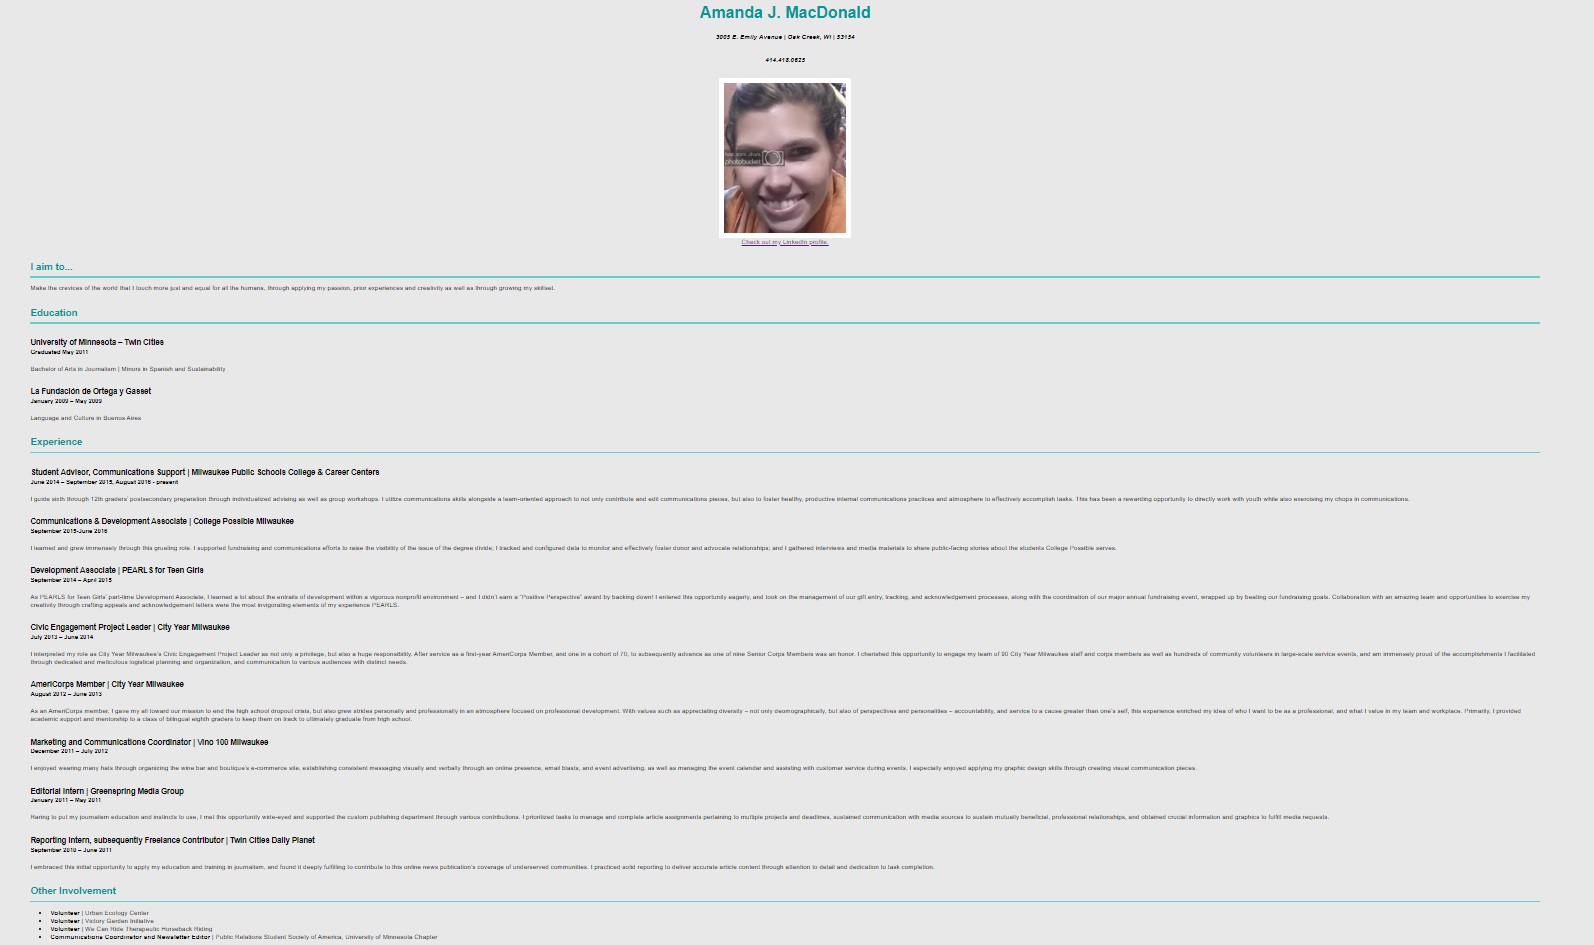 Amanda J. MacDonald
3005 E. Emily Avenue | Oak Creek, WI | 53154
414.413.0625
photobucket
Check out my LinkedIn profile.
I aim to...
Make the crevices of the world that I touch more just and equal for all the humans, through applying my passion, prior experiences and creativity as well as through growing my skillset.
Education
University of Minnesota – Twin Cities
Graduated May 2011
Bachelor of Arts in Journalism | Minors in Spanish and Sustainability
La Fundación de Ortega y Gasset
January 2009 – May 2009
Language and Culture in Buenos Aires
Experience
Student Advisor, Communications Support | Milwaukee Public Schools College & Career Centers
June 2014 – September 2015, August 2016 - present
I guide sixth through 12th graders' postsecondary preparation through individualized advising as well as group workshops. I utilize communications skills alongside a team-oriented approach to not only contribute and edit communications pieces, but also to foster healthy, productive internal communications practices and atmosphere to effectively accomplish tasks. This has been a rewarding opportunity to directly work with youth while also exercising my chops in communications.
Communications & Development Associate | College Possible Milwaukee
September 2015-June 2016
I learned and grew immensely through this grueling role. I supported fundraising and communications efforts to raise the visibility of the issue of the degree divide; I tracked and configured data to monitor and effectively foster donor and advocate relationships; and I gathered interviews and media materials to share public-facing stories about the students College Possible serves.
Development Associate | PEARLS for Teen Girls
September 2014 – April 2015
As PEARLS for Teen Girls' part-time Development Associate, I learned a lot about the entrails of development within a vigorous nonprofit environment – and I didn't earn a "Positive Perspective" award by backing down! I entered this opportunity eagerly, and took on the management of our gift entry, tracking, and acknowledgement processes, along with the coordination of our major annual fundraising event, wrapped up by beating our fundraising goals. Collaboration with an amazing team and opportunities to exercise my
creativity through crafting appeals and acknowledgement letters were the most invigorating elements of my experience PEARLS.
Civic Engagement Project Leader | City Year Milwaukee
July 2013 – June 2014
I interpreted my role as City Year Milwaukee's Civic Engagement Project Leader as not only a privilege, but also a huge responsibility. After service as a first-year AmeriCorps Member, and one in a cohort of 70, to subsequently advance as one of nine Senior Corps Members was an honor. I cherished this opportunity to engage my team of 90 City Year Milwaukee staff and corps members as well as hundreds of community volunteers in large-scale service events, and am immensely proud of the accomplishments I facilitated
through dedicated and meticulous logistical planning and organization, and communication to various audiences with distinct needs.
AmeriCorps Member | City Year Milwaukee
August 2012 – June 2013
As an AmeriCorps member, I gave my all toward our mission to end the high school dropout crisis, but also grew strides personally and professionally in an atmosphere focused on professional development. With values such as appreciating diversity – not only deomographically, but also of perspectives and personalities – accountability, and service to a cause greater than one's self, this experience enriched my idea of who I want to be as a professional, and what I value in my team and workplace. Primarily, I provided
academic support and mentorship to a class of bilingual eighth graders to keep them on track to ultimately graduate from high school.
Marketing and Communications Coordinator | Vino 100 Milwaukee
December 2011 – July 2012
I enjoyed wearing many hats through organizing the wine bar and boutique's e-commerce site, establishing consistent messaging visually and verbally through an online presence, email blasts, and event advertising, as well as managing the event calendar and assisting with customer service during events. I especially enjoyed applying my graphic design skills through creating visual communication pieces.
Editorial Intern | Greenspring Media Group
January 2011 – May 2011
Raring to put my journalism education and instincts to use, I met this opportunity wide-eyed and supported the custom publishing department through various contributions. I prioritized tasks to manage and complete article assignments pertaining to multiple projects and deadlines, sustained communication with media sources to sustain mutually beneficial, professional relationships, and obtained crucial information and graphics to fulfill media requests.
Reporting Intern, subsequently Freelance Contributor | Twin Cities Daily Planet
September 2010 – June 2011
I embraced this initial opportunity to apply my education and training in journalism, and found it deeply fulfilling to contribute to this online news publication's coverage of underserved communities. I practiced solid reporting to deliver accurate article content through attention to detail and dedication to task completion.
Other Involvement
Volunteer | Urban Ecology Center
Volunteer | Victory Garden Initiative
Volunteer | We Can Ride Therapeutic Horseback Riding
Communications Coordinator and Newsletter Editor | Public Relations Student Society of America, University of Minnesota Chapter